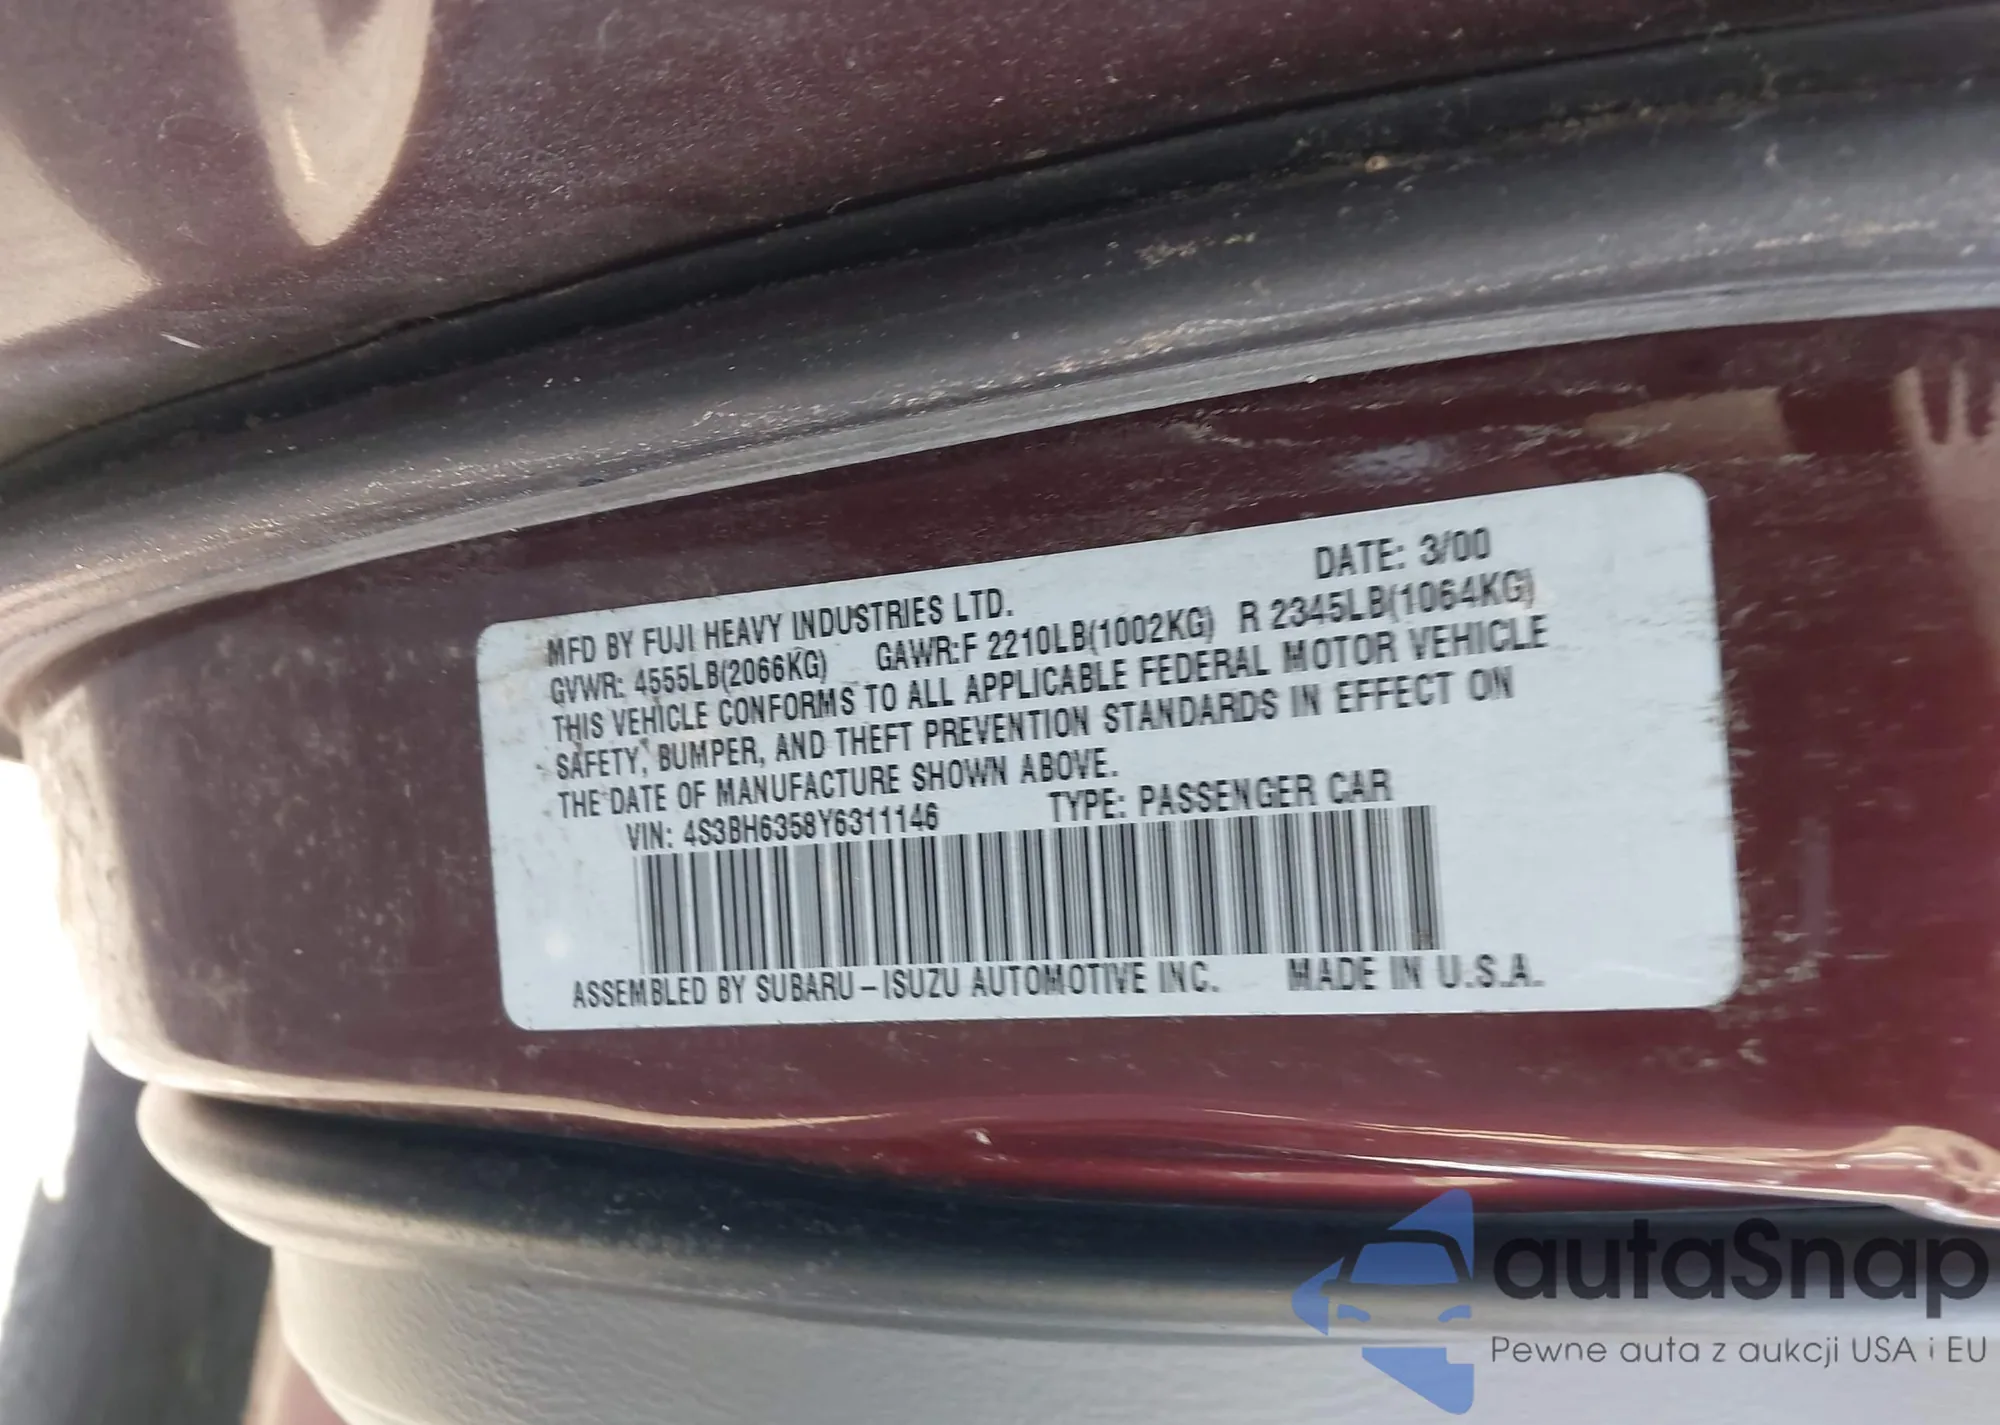 DATE: 3/00
MFD BY FUJI HEAVY INDUSTRIES LTD.
GVWR: 4555LB(2066KG) GAWR:F 2210LB(1002KG) R 2345LB(1064KG)
THIS VEHICLE CONFORMS TO ALL APPLICABLE FEDERAL MOTOR VEHICLE
SAFETY, BUMPER, AND THEFT PREVENTION STANDARDS IN EFFECT ON
THE DATE OF MANUFACTURE SHOWN ABOVE.
VIN: 4S3BH6358Y6311146 TYPE: PASSENGER CAR
ASSEMBLED BY SUBARU-ISUZU AUTOMOTIVE INC. MADE IN U.S.A.
autaSnap
Pewne auta z aukcji USA i EU